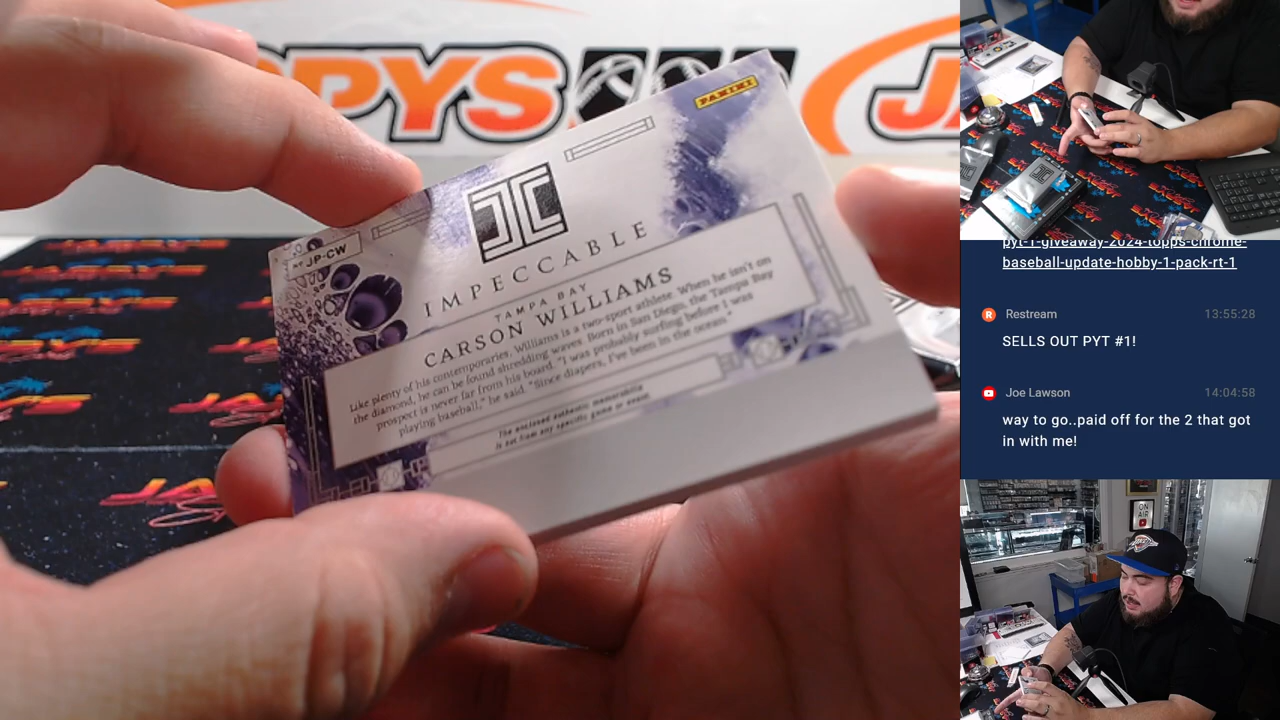 PYS
J
PANINI
JIC
IMPECCABLE
№ JP-CW
TAMPA BAY
CARSON WILLIAMS
Like plenty of his contemporaries, Williams is a two-sport athlete. When he isn't on
the diamond, he can be found shredding waves. Born in San Diego, the Tampa Bay
prospect is never far from his board. "I was probably surfing before I was
playing baseball," he said. "Since diapers, I've been in the ocean."
The enclosed authentic memorabilia
is not from any specific game or event.
pyt-1-giveaway-2024-topps-chrome-
baseball-update-hobby-1-pack-rt-1
Restream 13:55:28
SELLS OUT PYT #1!
Joe Lawson 14:04:58
way to go..paid off for the 2 that got
in with me!
ON
AIR